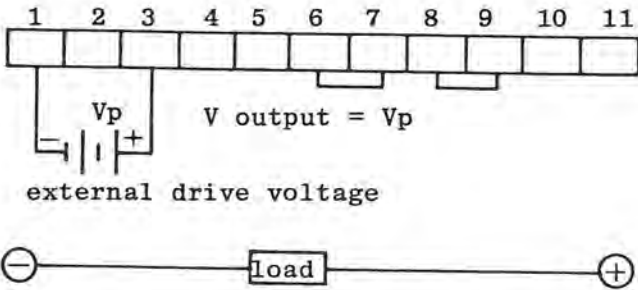 1 2 3 4 5 6 7 8 9 10 11
Vp V output = Vp
− +
external drive voltage
− load +